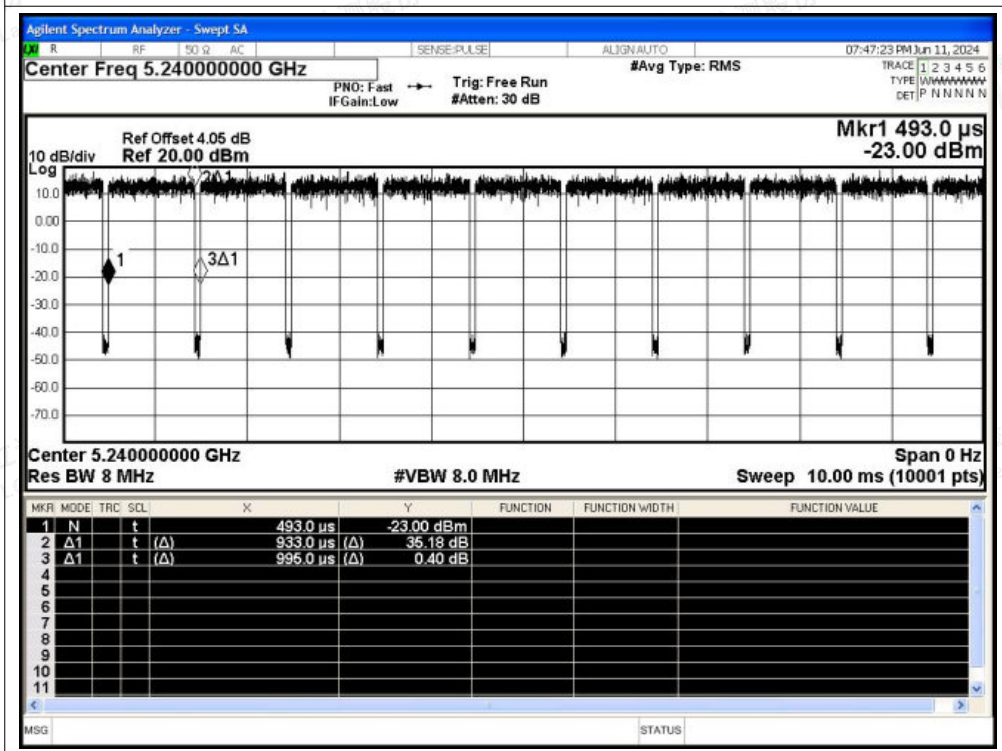 Agilent Spectrum Analyzer - Swept SA
LXI R RF 50 Ω AC SENSE:PULSE ALIGN AUTO 07:47:23 PM Jun 11, 2024
Center Freq 5.240000000 GHz #Avg Type: RMS TRACE 1 2 3 4 5 6
PNO: Fast Trig: Free Run TYPE WWWWWW
IFGain:Low #Atten: 30 dB DET P N N N N N
Mkr1 493.0 µs
Ref Offset 4.05 dB
10 dB/div Ref 20.00 dBm -23.00 dBm
Log
2Δ1
10.0
0.00
-10.0
1 3Δ1
-20.0
-30.0
-40.0
-50.0
-60.0
-70.0
Center 5.240000000 GHz Span 0 Hz
Res BW 8 MHz #VBW 8.0 MHz Sweep 10.00 ms (10001 pts)
MKR MODE TRC SCL X Y FUNCTION FUNCTION WIDTH FUNCTION VALUE
1 N t 493.0 µs -23.00 dBm
2 Δ1 t (Δ) 933.0 µs (Δ) 35.18 dB
3 Δ1 t (Δ) 995.0 µs (Δ) 0.40 dB
4
5
6
7
8
9
10
11
MSG STATUS